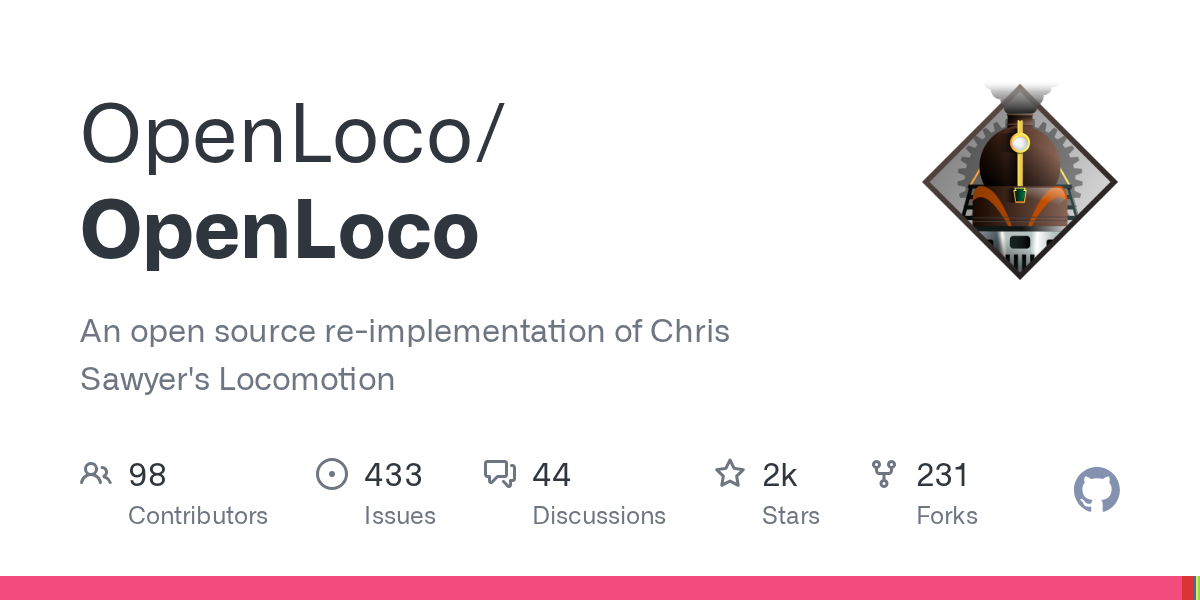 OpenLoco/
OpenLoco
An open source re-implementation of Chris
Sawyer's Locomotion
98 433 44 2k 231
Contributors Issues Discussions Stars Forks